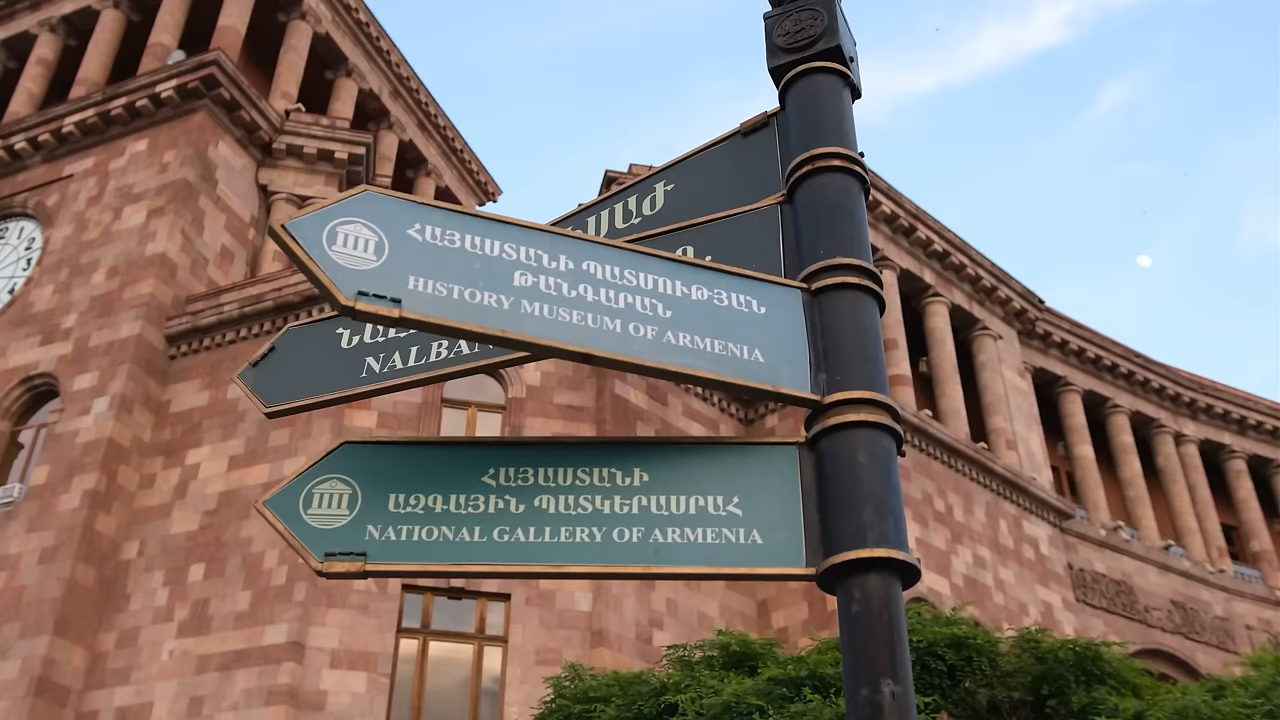 ՀԱՅԱՍՏԱՆԻ ՊԱՏՄՈՒԹՅԱՆ
ԹԱՆԳԱՐԱՆ
HISTORY MUSEUM OF ARMENIA
ՀԱՅԱՍՏԱՆԻ
ԱԶԳԱՅԻՆ ՊԱՏԿԵՐԱՍՐԱՀ
NATIONAL GALLERY OF ARMENIA